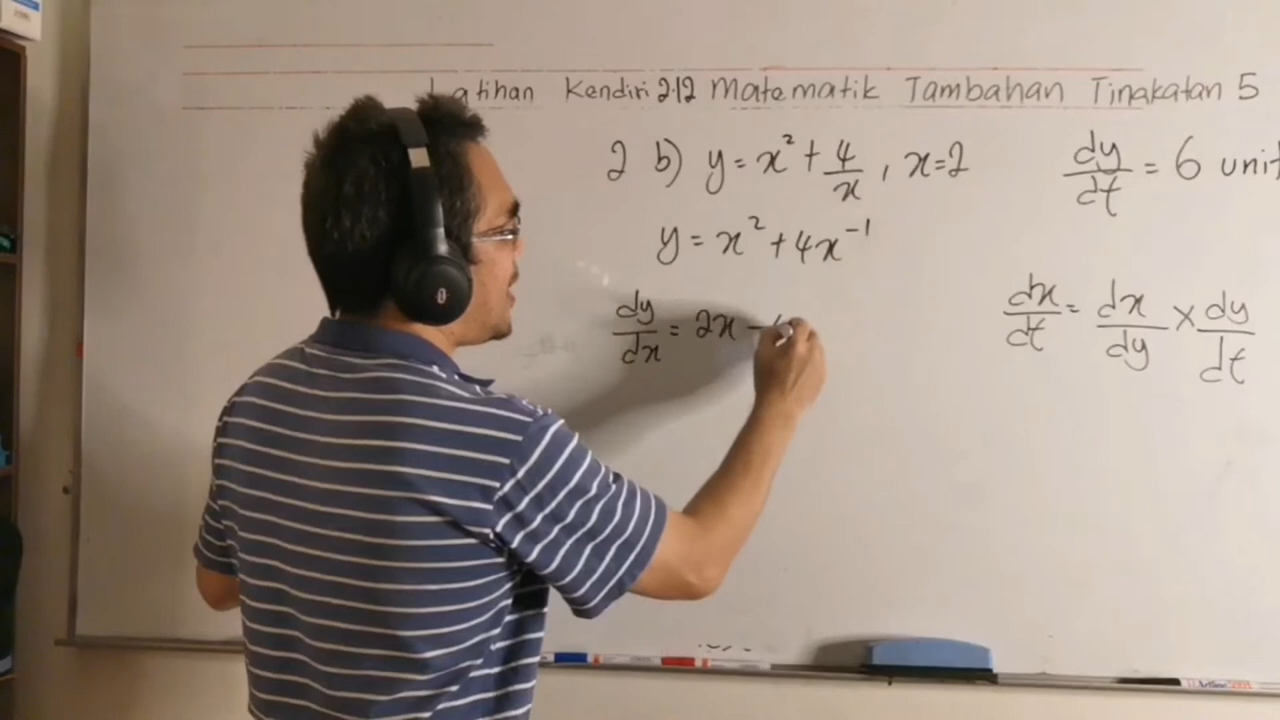 Latihan Kendiri 2.12 Matematik Tambahan Tingkatan 5
2 b) y = x² + 4/x , x=2
dy/dt = 6 unit
y = x² + 4x⁻¹
dy/dx = 2x -
dx/dt = dx/dy × dy/dt